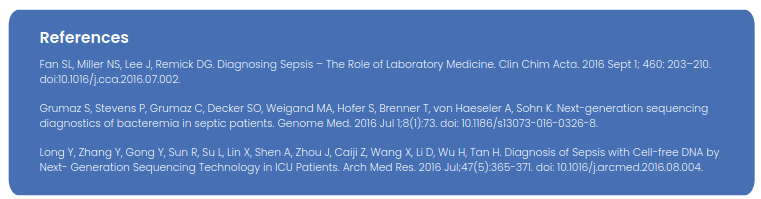 References
Fan SL, Miller NS, Lee J, Remick DG. Diagnosing Sepsis – The Role of Laboratory Medicine. Clin Chim Acta. 2016 Sept 1; 460: 203–210.
doi:10.1016/j.cca.2016.07.002.
Grumaz S, Stevens P, Grumaz C, Decker SO, Weigand MA, Hofer S, Brenner T, von Haeseler A, Sohn K. Next-generation sequencing
diagnostics of bacteremia in septic patients. Genome Med. 2016 Jul 1;8(1):73. doi: 10.1186/s13073-016-0326-8.
Long Y, Zhang Y, Gong Y, Sun R, Su L, Lin X, Shen A, Zhou J, Caiji Z, Wang X, Li D, Wu H, Tan H. Diagnosis of Sepsis with Cell-free DNA by
Next- Generation Sequencing Technology in ICU Patients. Arch Med Res. 2016 Jul;47(5):365-371. doi: 10.1016/j.arcmed.2016.08.004.